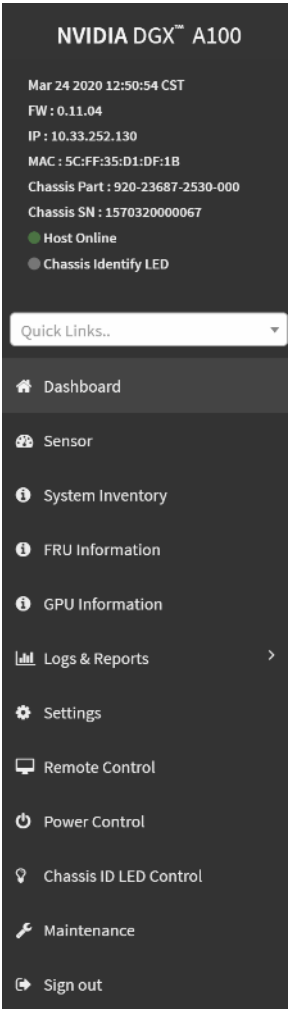 NVIDIA DGX™ A100
Mar 24 2020 12:50:54 CST
FW : 0.11.04
IP : 10.33.252.130
MAC : 5C:FF:35:D1:DF:1B
Chassis Part : 920-23687-2530-000
Chassis SN : 1570320000067
Host Online
Chassis Identify LED
Quick Links..
Dashboard
Sensor
System Inventory
FRU Information
GPU Information
Logs & Reports
Settings
Remote Control
Power Control
Chassis ID LED Control
Maintenance
Sign out